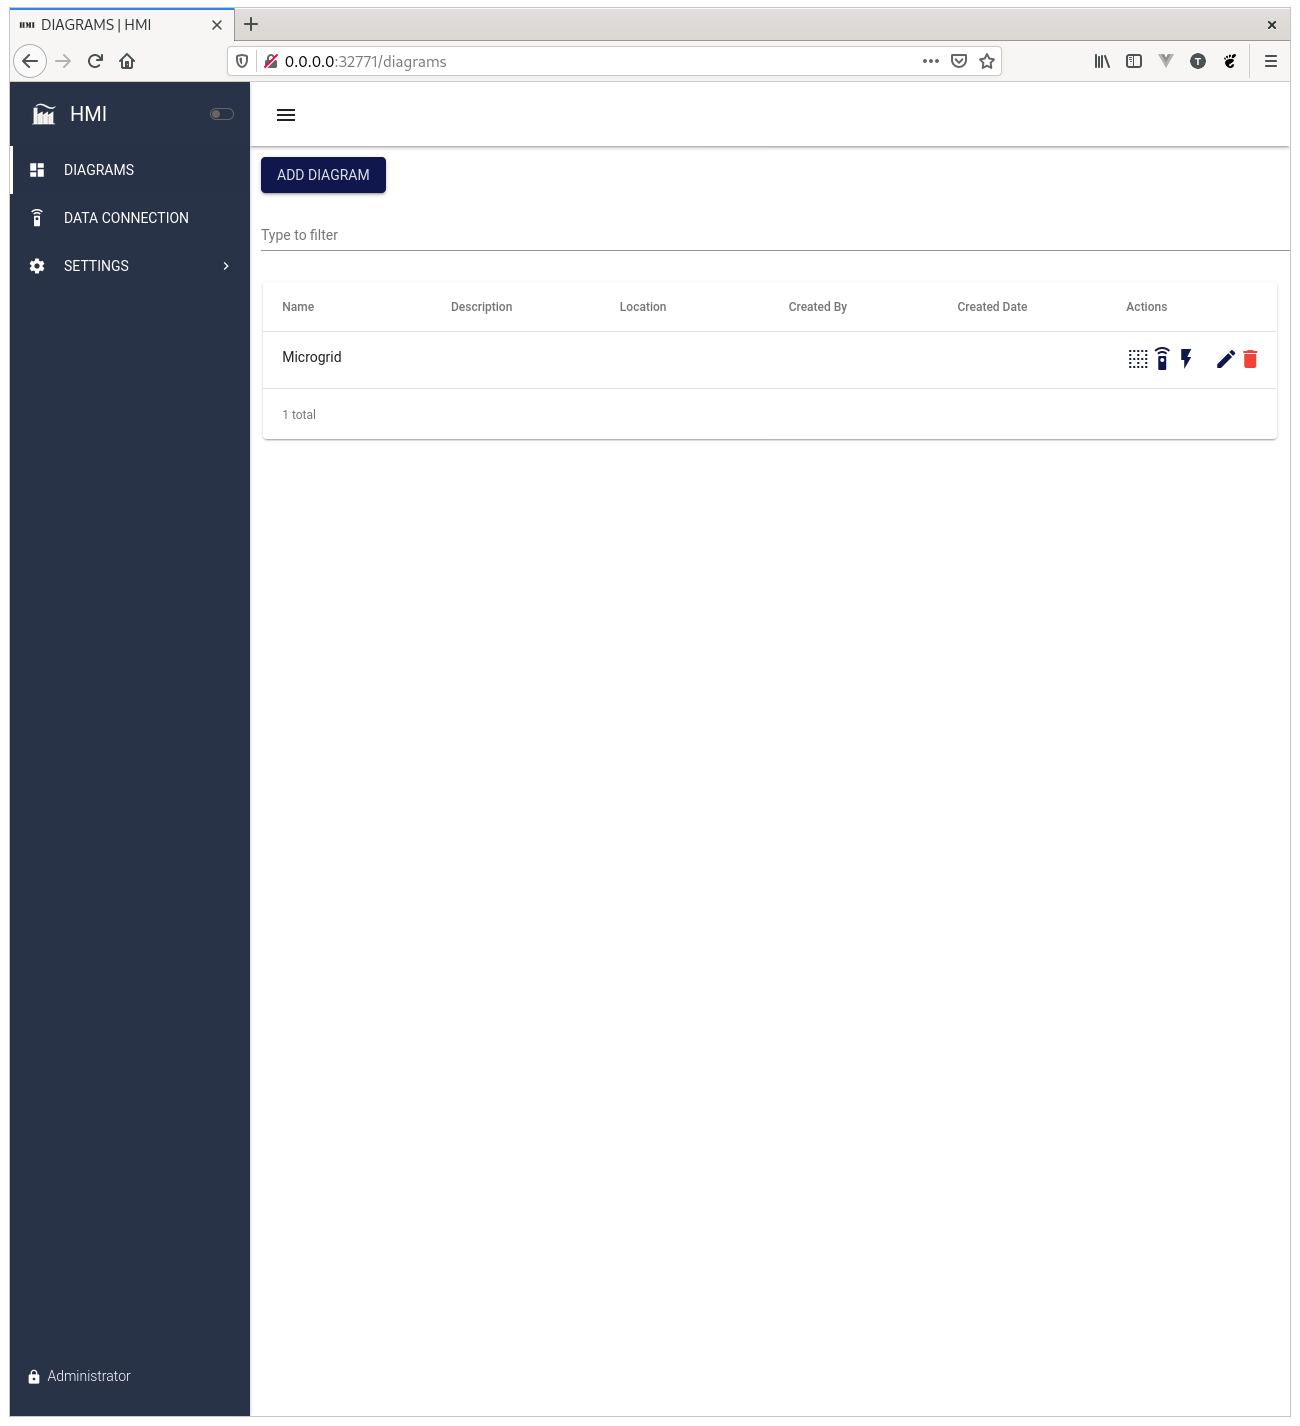 HMI DIAGRAMS | HMI
0.0.0.0:32771/diagrams
T
HMI
DIAGRAMS
DATA CONNECTION
SETTINGS
ADD DIAGRAM
Type to filter
Name Description Location Created By Created Date Actions
Microgrid
1 total
Administrator